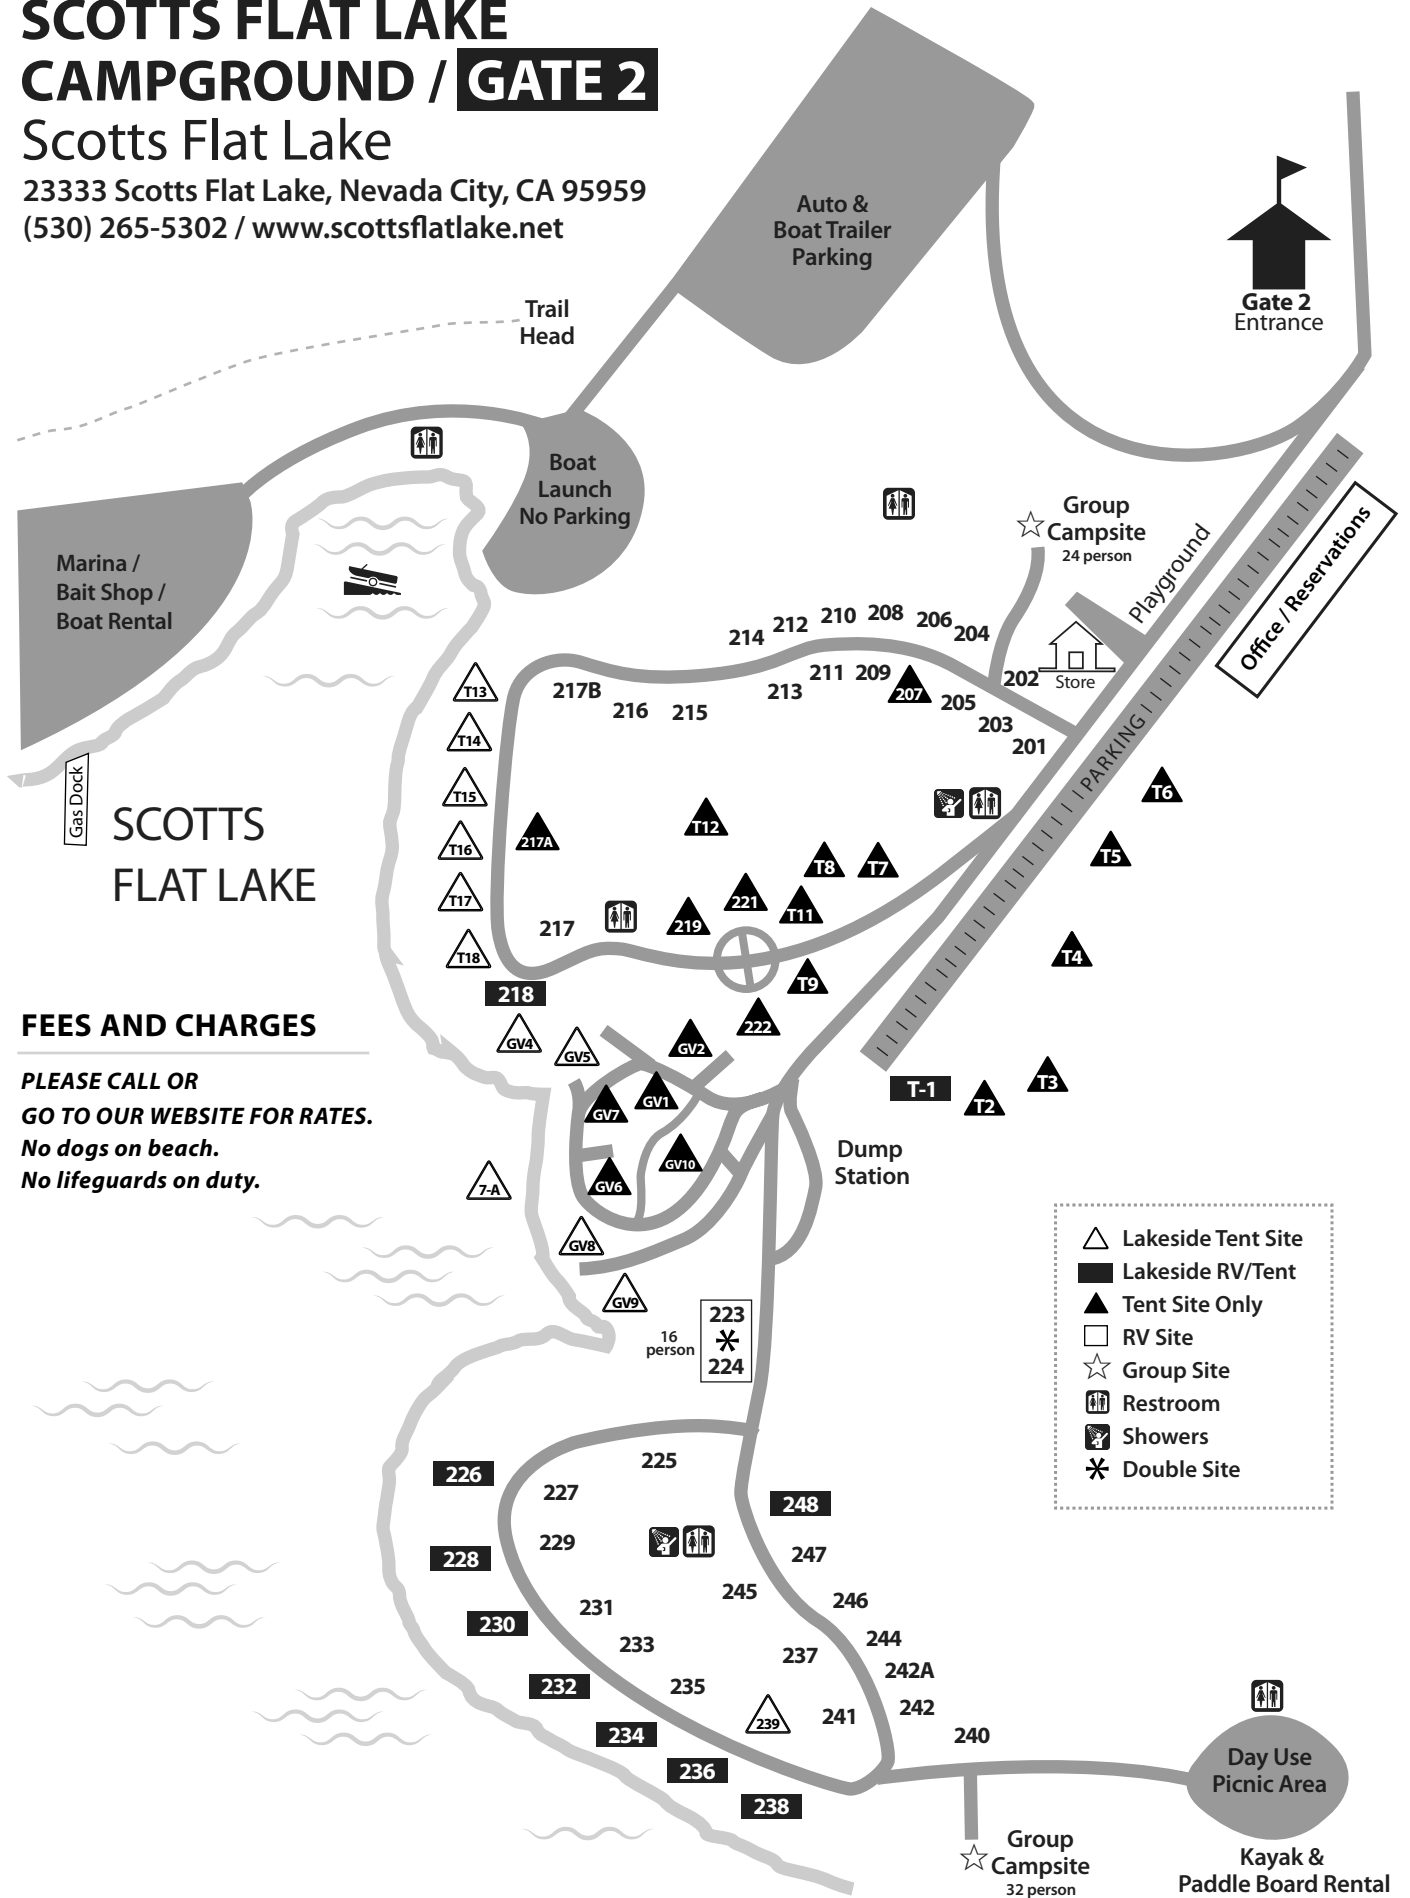 SCOTTS FLAT LAKE
CAMPGROUND / GATE 2
Scotts Flat Lake
23333 Scotts Flat Lake, Nevada City, CA 95959
(530) 265-5302 / www.scottsflatlake.net
Auto &
Boat Trailer
Parking
Gate 2
Entrance
Trail
Head
Boat
Launch
No Parking
Marina /
Bait Shop /
Boat Rental
Group
Campsite
24 person
Playground
Office / Reservations
Store
PARKING
Gas Dock
SCOTTS
FLAT LAKE
214
212
210
208
206
204
202
217B
216
215
213
211
209
207
205
203
201
T13
T14
T15
T16
T17
T18
217A
T12
T8
T7
T6
T5
T4
T3
T2
T-1
217
219
221
T11
T9
222
218
GV4
GV5
GV2
GV7
GV1
GV10
GV6
GV8
GV9
7-A
FEES AND CHARGES
PLEASE CALL OR
GO TO OUR WEBSITE FOR RATES.
No dogs on beach.
No lifeguards on duty.
Dump
Station
16
person
223
224
Lakeside Tent Site
Lakeside RV/Tent
Tent Site Only
RV Site
Group Site
Restroom
Showers
Double Site
225
226
227
248
228
229
247
245
246
230
231
233
244
237
242A
232
235
242
239
241
240
234
236
238
Day Use
Picnic Area
Group
Campsite
32 person
Kayak &
Paddle Board Rental